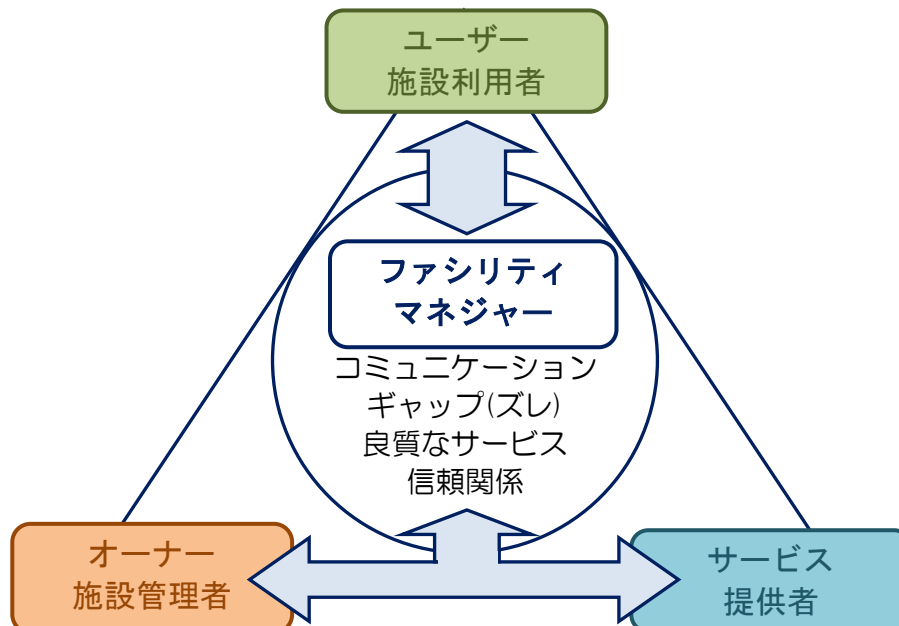 ユーザー
施設利用者
ファシリティ
マネジャー
コミュニケーション
ギャップ(ズレ)
良質なサービス
信頼関係
オーナー
施設管理者
サービス
提供者